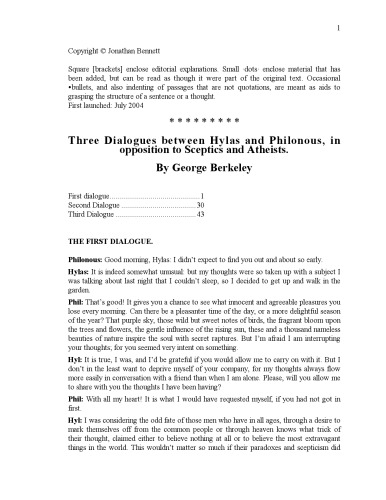 1
Copyright © Jonathan Bennett
Square [brackets] enclose editorial explanations. Small ·dots· enclose material that has
been added, but can be read as though it were part of the original text. Occasional
•bullets, and also indenting of passages that are not quotations, are meant as aids to
grasping the structure of a sentence or a thought.
First launched: July 2004
* * * * * * * * *
Three Dialogues between Hylas and Philonous, in
opposition to Sceptics and Atheists.
By George Berkeley
First dialogue................................................1
Second Dialogue ........................................30
Third Dialogue ...........................................43
THE FIRST DIALOGUE.
Philonous: Good morning, Hylas: I didn't expect to find you out and about so early.
Hylas: It is indeed somewhat unusual: but my thoughts were so taken up with a subject I
was talking about last night that I couldn't sleep, so I decided to get up and walk in the
garden.
Phil: That's good! It gives you a chance to see what innocent and agreeable pleasures you
lose every morning. Can there be a pleasanter time of the day, or a more delightful season
of the year? That purple sky, those wild but sweet notes of birds, the fragrant bloom upon
the trees and flowers, the gentle influence of the rising sun, these and a thousand nameless
beauties of nature inspire the soul with secret raptures. But I'm afraid I am interrupting
your thoughts; for you seemed very intent on something.
Hyl: It is true, I was, and I'd be grateful if you would allow me to carry on with it. But I
don't in the least want to deprive myself of your company, for my thoughts always flow
more easily in conversation with a friend than when I am alone. Please, will you allow me
to share with you the thoughts I have been having?
Phil: With all my heart! It is what I would have requested myself, if you had not got in
first.
Hyl: I was considering the odd fate of those men who have in all ages, through a desire to
mark themselves off from the common people or through heaven knows what trick of
their thought, claimed either to believe nothing at all or to believe the most extravagant
things in the world. This wouldn't matter so much if their paradoxes and scepticism did